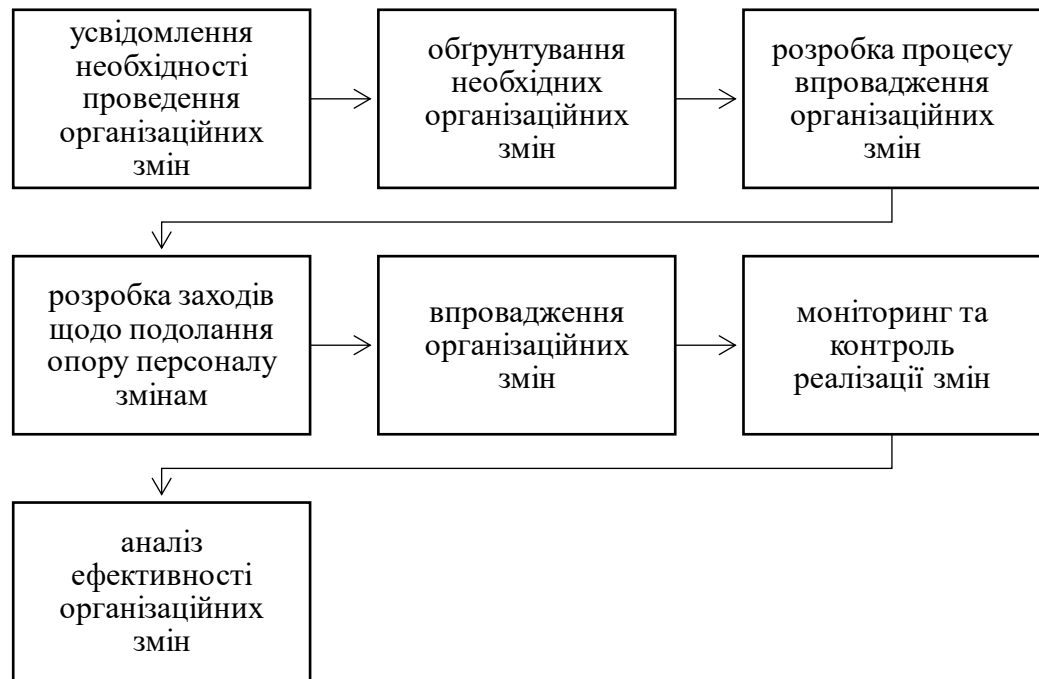 усвідомлення
необхідності
проведення
організаційних
змін
обґрунтування
необхідних
організаційних
змін
розробка процесу
впровадження
організаційних
змін
розробка заходів
щодо подолання
опору персоналу
змінам
впровадження
організаційних
змін
моніторинг та
контроль
реалізації змін
аналіз
ефективності
організаційних
змін